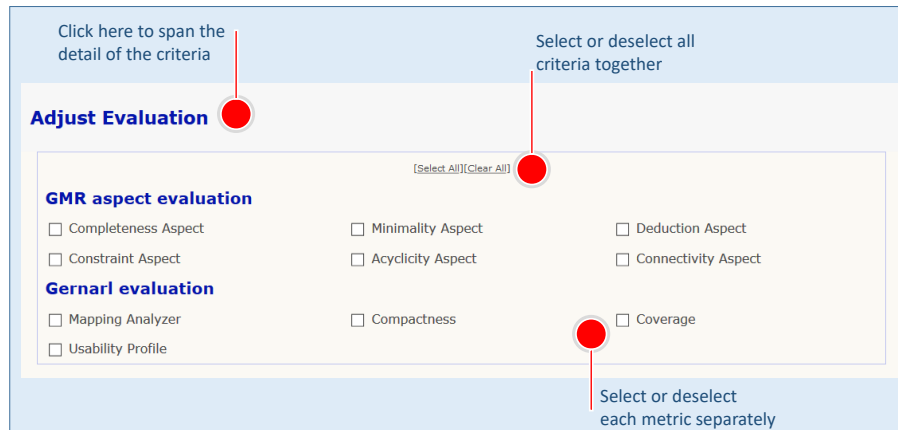 Click here to span the
detail of the criteria
Select or deselect all
criteria together
Adjust Evaluation
[Select All][Clear All]
GMR aspect evaluation
Completeness Aspect
Minimality Aspect
Deduction Aspect
Constraint Aspect
Acyclicity Aspect
Connectivity Aspect
Gernarl evaluation
Mapping Analyzer
Compactness
Coverage
Usability Profile
Select or deselect
each metric separately